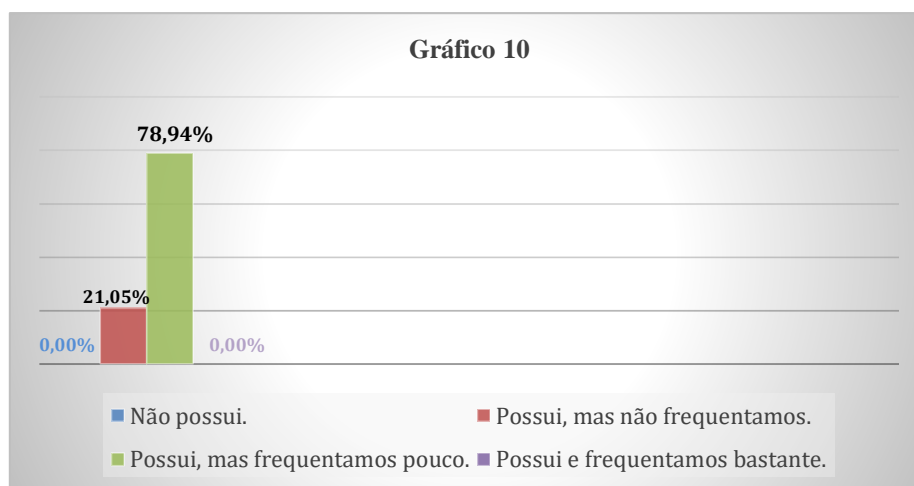 Gráfico 10
78,94%
21,05%
0,00% 0,00%
Não possui. Possui, mas não frequentamos.
Possui, mas frequentamos pouco. Possui e frequentamos bastante.